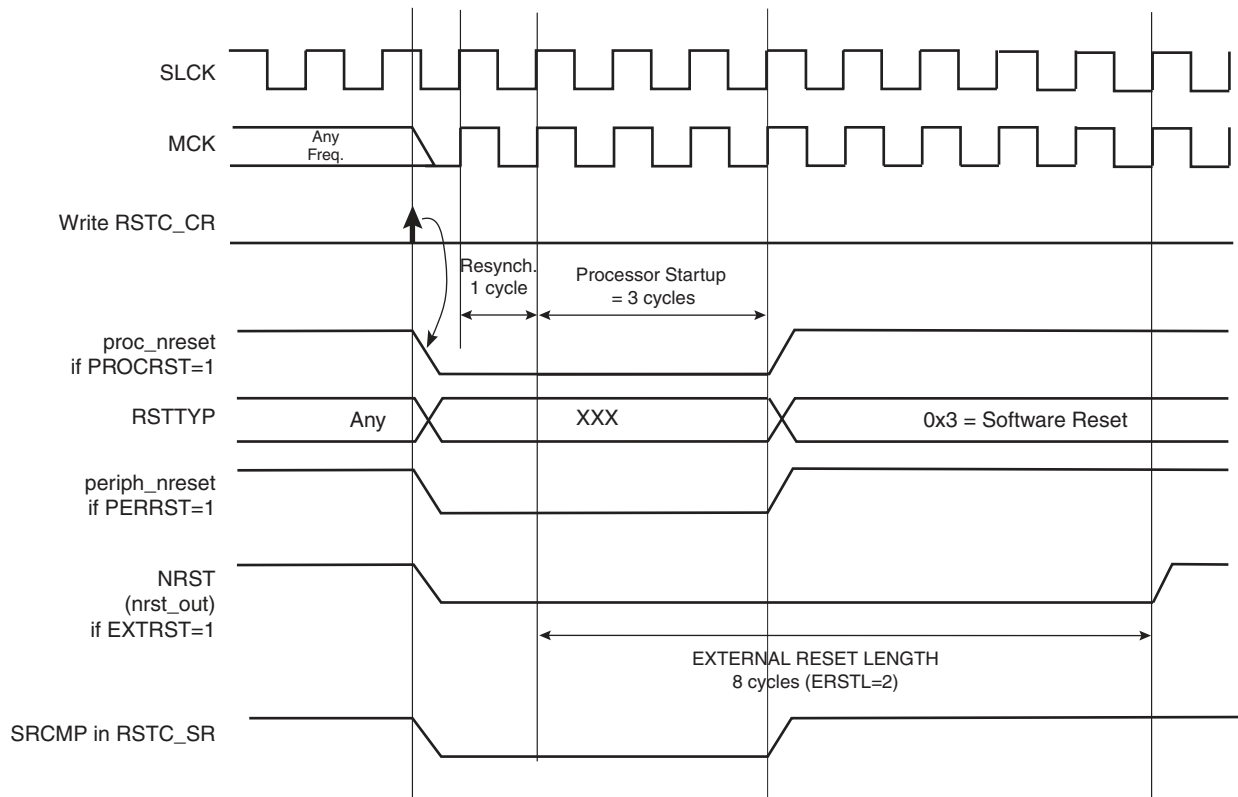 SLCK
MCK
Any
Freq.
Write RSTC_CR
Resynch.
1 cycle
Processor Startup
= 3 cycles
proc_nreset
if PROCRST=1
RSTTYP
Any
XXX
0x3 = Software Reset
periph_nreset
if PERRST=1
NRST
(nrst_out)
if EXTRST=1
EXTERNAL RESET LENGTH
8 cycles (ERSTL=2)
SRCMP in RSTC_SR